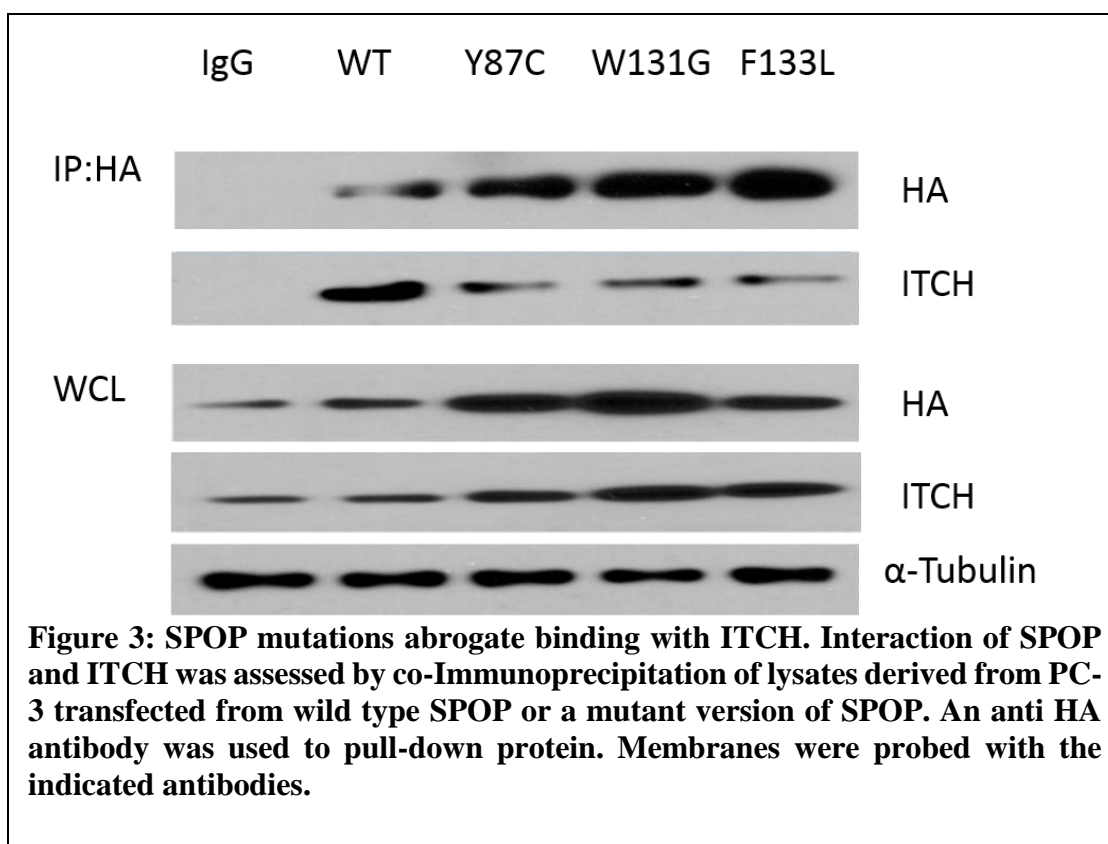 IgG WT Y87C W131G F133L
IP:HA
HA
ITCH
WCL
HA
ITCH
α-Tubulin
Figure 3: SPOP mutations abrogate binding with ITCH. Interaction of SPOP
and ITCH was assessed by co-Immunoprecipitation of lysates derived from PC-
3 transfected from wild type SPOP or a mutant version of SPOP. An anti HA
antibody was used to pull-down protein. Membranes were probed with the
indicated antibodies.